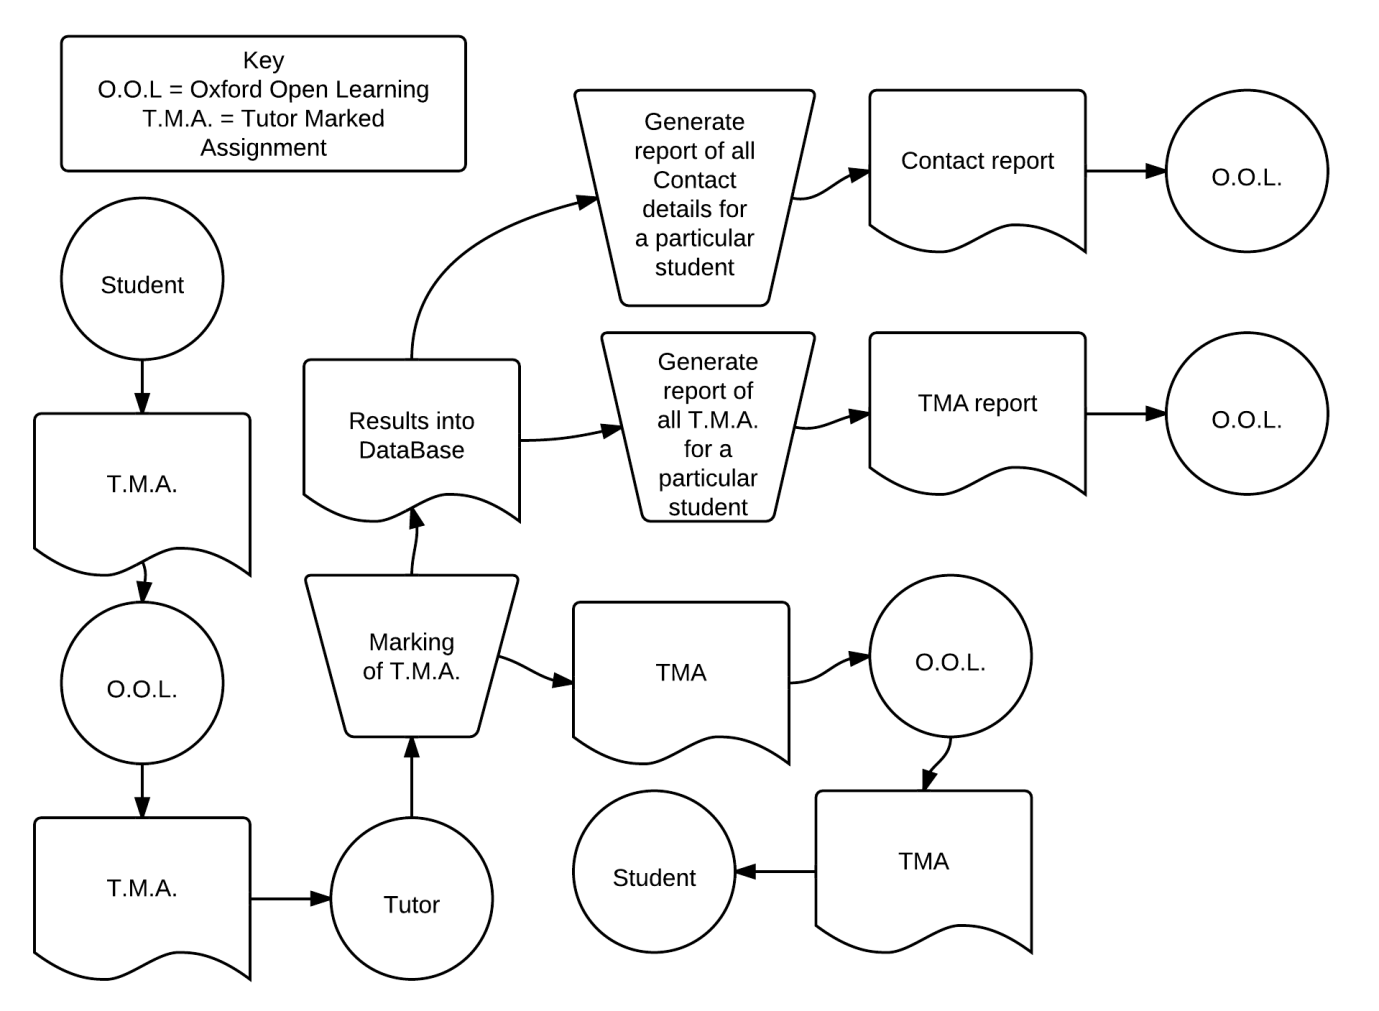 Key
O.O.L = Oxford Open Learning
T.M.A. = Tutor Marked
Assignment
Student
T.M.A.
O.O.L.
T.M.A.
Tutor
Marking
of T.M.A.
Results into
DataBase
Generate
report of all
Contact
details for
a particular
student
Contact report
O.O.L.
Generate
report of
all T.M.A.
for a
particular
student
TMA report
O.O.L.
TMA
O.O.L.
TMA
Student